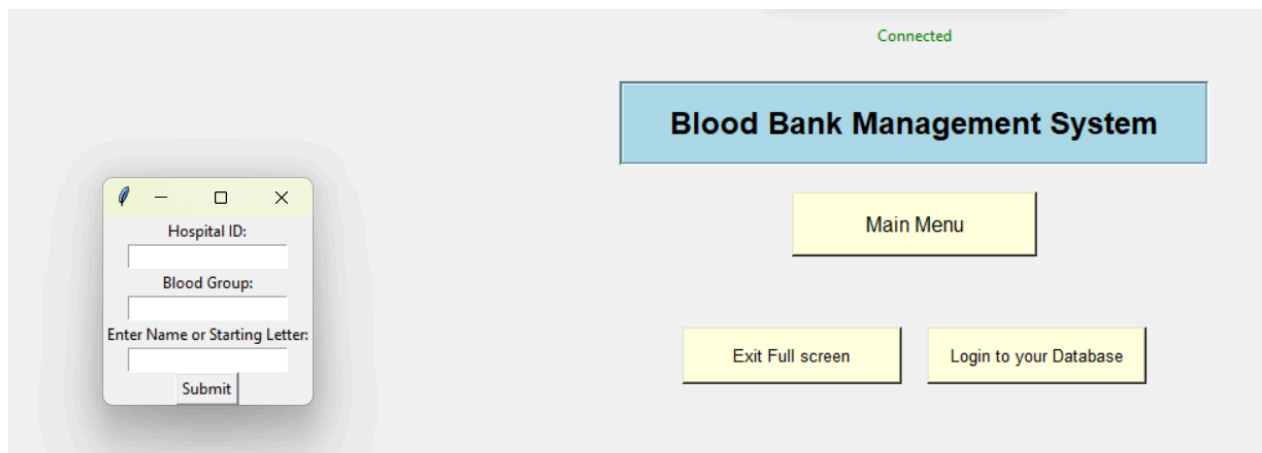 Connected
Blood Bank Management System
Main Menu
Exit Full screen
Login to your Database
Hospital ID:
Blood Group:
Enter Name or Starting Letter:
Submit